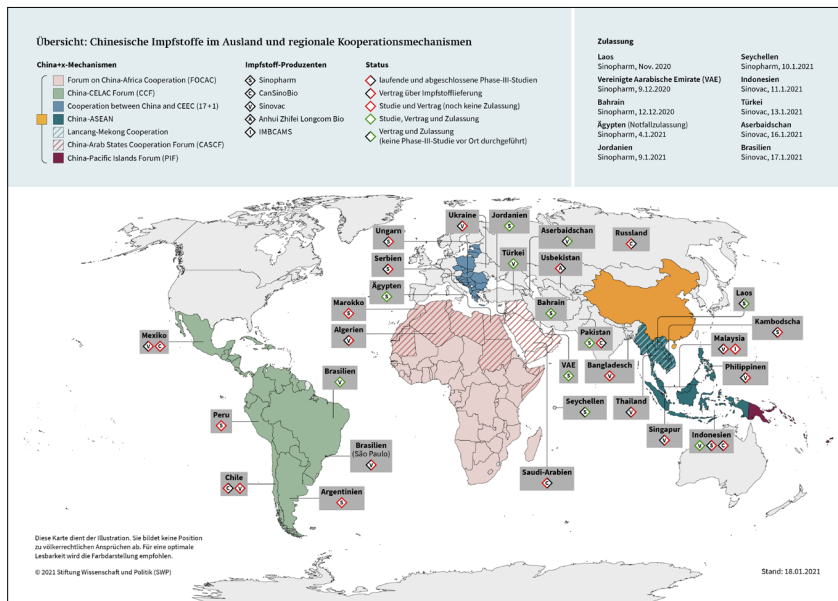 Übersicht: Chinesische Impfstoffe im Ausland und regionale Kooperationsmechanismen
China+x-Mechanismen
Forum on China-Africa Cooperation (FOCAC)
China-CELAC Forum (CCF)
Cooperation between China and CEEC (17+1)
China-ASEAN
Lancang-Mekong Cooperation
China-Arab States Cooperation Forum (CASCF)
China-Pacific Islands Forum (PIF)
Impfstoff-Produzenten
S Sinopharm
C CanSinoBio
V Sinovac
A Anhui Zhifei Longcom Bio
I IMBCAMS
Status
laufende und abgeschlossene Phase-III-Studien
Vertrag über Impfstofflieferung
Studie und Vertrag (noch keine Zulassung)
Studie, Vertrag und Zulassung
Vertrag und Zulassung
(keine Phase-III-Studie vor Ort durchgeführt)
Zulassung
Laos
Sinopharm, Nov. 2020
Vereinigte Aarabische Emirate (VAE)
Sinopharm, 9.12.2020
Bahrain
Sinopharm, 12.12.2020
Ägypten (Notfallzulassung)
Sinopharm, 4.1.2021
Jordanien
Sinopharm, 9.1.2021
Seychellen
Sinopharm, 10.1.2021
Indonesien
Sinovac, 11.1.2021
Türkei
Sinovac, 13.1.2021
Aserbaidschan
Sinovac, 16.1.2021
Brasilien
Sinovac, 17.1.2021
Ukraine
V
Jordanien
S
Ungarn
S
Aserbaidschan
V
Russland
C
Serbien
S
Türkei
V
Usbekistan
A
Ägypten
S
Laos
S
Marokko
S
Bahrain
S
Kambodscha
S
Algerien
V
Pakistan
S C
Malaysia
V I
Mexiko
V C
Brasilien
V
VAE
S
Bangladesch
V
Philippinen
V
Peru
S
Seychellen
S
Thailand
V
Singapur
V
Indonesien
V S C
Brasilien
(São Paulo)
V
Saudi-Arabien
C
Chile
C V
Argentinien
S
Diese Karte dient der Illustration. Sie bildet keine Position
zu völkerrechtlichen Ansprüchen ab. Für eine optimale
Lesbarkeit wird die Farbdarstellung empfohlen.
© 2021 Stiftung Wissenschaft und Politik (SWP)
Stand: 18.01.2021